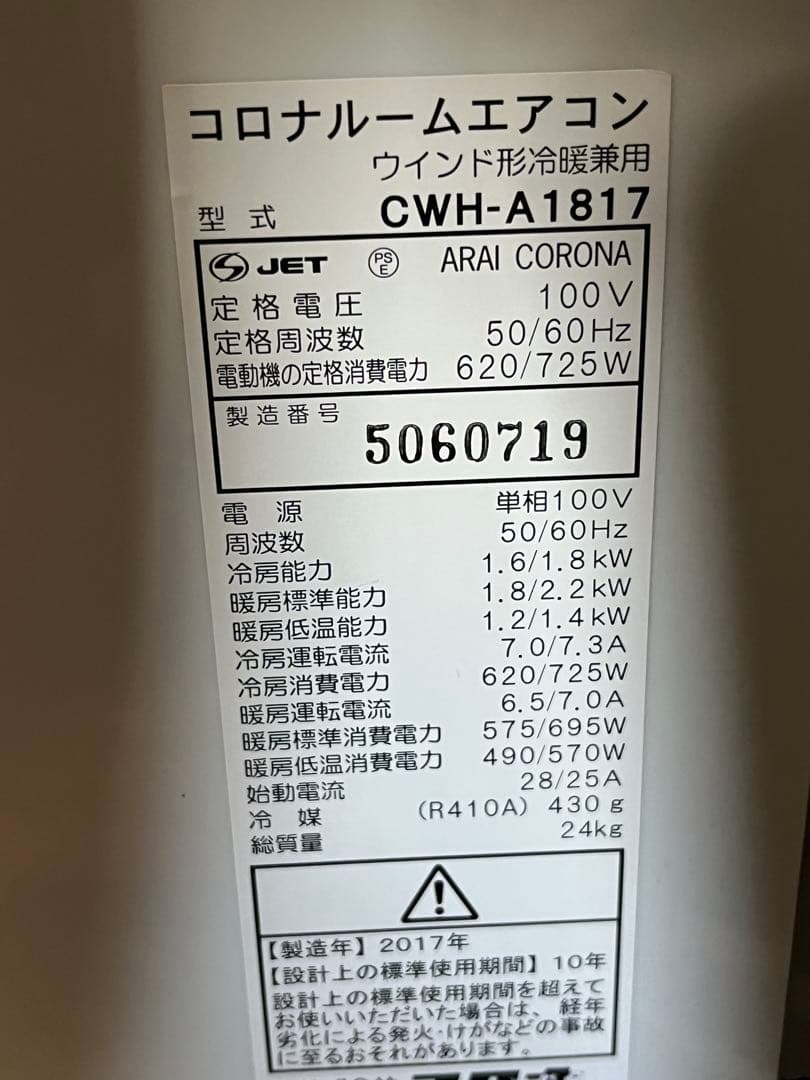 コロナルームエアコン
ウインド形冷暖兼用
型式 CWH-A1817
JET PSE ARAI CORONA
定格電圧 100V
定格周波数 50/60Hz
電動機の定格消費電力 620/725W
製造番号
5060719
電源 単相100V
周波数 50/60Hz
冷房能力 1.6/1.8kW
暖房標準能力 1.8/2.2kW
暖房低温能力 1.2/1.4kW
冷房運転電流 7.0/7.3A
冷房消費電力 620/725W
暖房運転電流 6.5/7.0A
暖房標準消費電力 575/695W
暖房低温消費電力 490/570W
始動電流 28/25A
冷媒 (R410A) 430g
総質量 24kg
【製造年】2017年
【設計上の標準使用期間】10年
設計上の標準使用期間を超えて
お使いいただいた場合は、経年
劣化による発火・けがなどの事故
に至るおそれがあります。